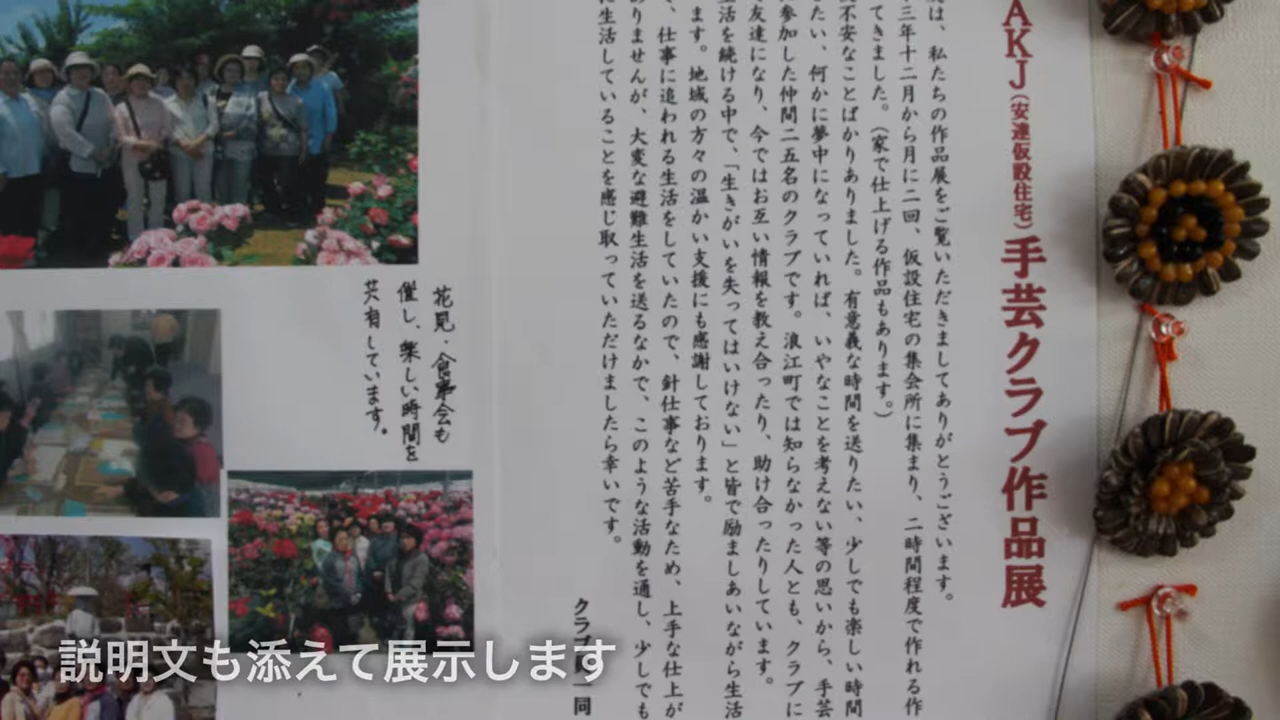 AKJ(安達仮設住宅)手芸クラブ作品展
は、私たちの作品展をご覧いただきましてありがとうございます。
三年十二月から月に二回、仮設住宅の集会所に集まり、二時間程度で作れる作
てきました。(家で仕上げる作品もあります。)
不安なことばかりありました。有意義な時間を送りたい、少しでも楽しい時間
たい、何かに夢中になっていれば、いやなことを考えない等の思いから、手芸
参加した仲間二五名のクラブです。浪江町では知らなかった人とも、クラブに
友達になり、今ではお互い情報を教え合ったり、助け合ったりしています。
生活を続ける中で、「生きがいを失ってはいけない」と皆で励ましあいながら生活
ます。地域の方々の温かい支援にも感謝しております。
、仕事に追われる生活をしていたので、針仕事など苦手なため、上手な仕上が
ありませんが、大変な避難生活を送るなかで、このような活動を通し、少しでも
に生活していることを感じ取っていただけましたら幸いです。
クラブ一同
花見、食事会も
催し、楽しい時間を
共有しています。
説明文も添えて展示します